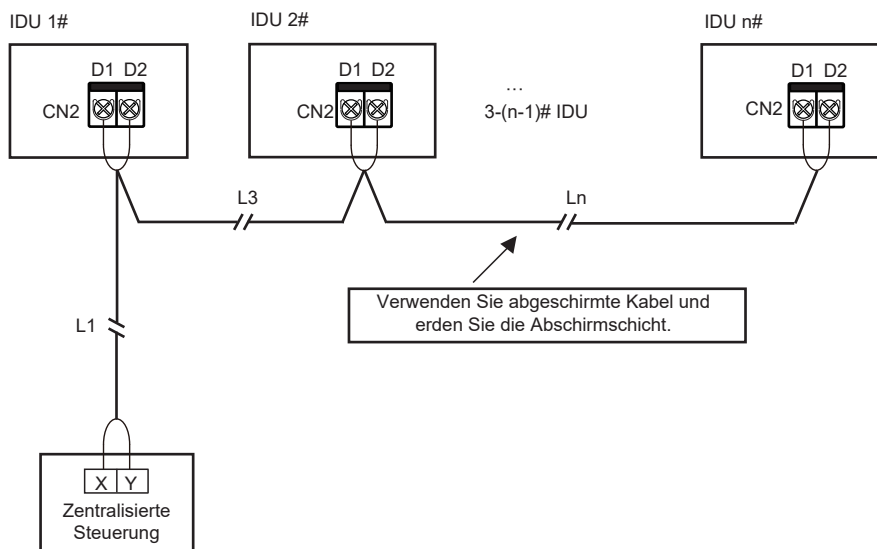 IDU 1#
IDU 2#
IDU n#
D1 D2
CN2
D1 D2
CN2
...
3-(n-1)# IDU
D1 D2
CN2
L3
Ln
Verwenden Sie abgeschirmte Kabel und
erden Sie die Abschirmschicht.
L1
X Y
Zentralisierte
Steuerung